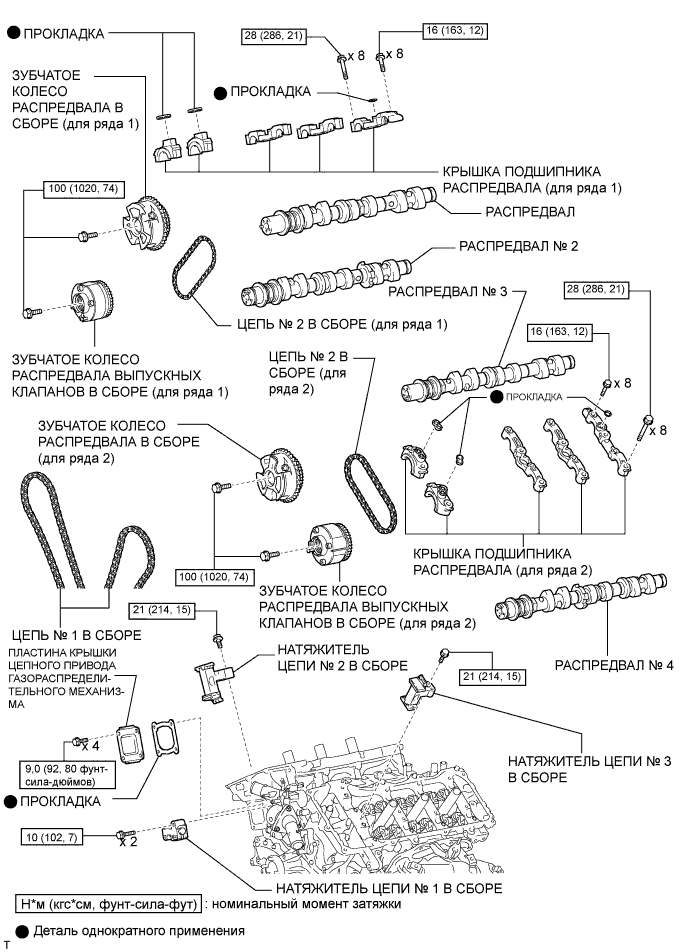 ПРОКЛАДКА
28 (286, 21)
16 (163, 12)
x 8
x 8
ЗУБЧАТОЕ
КОЛЕСО
РАСПРЕДВАЛА В
СБОРЕ (для ряда 1)
ПРОКЛАДКА
КРЫШКА ПОДШИПНИКА
РАСПРЕДВАЛА (для ряда 1)
100 (1020, 74)
РАСПРЕДВАЛ
РАСПРЕДВАЛ № 2
РАСПРЕДВАЛ № 3
28 (286, 21)
ЦЕПЬ № 2 В СБОРЕ (для ряда 1)
16 (163, 12)
ЗУБЧАТОЕ КОЛЕСО
РАСПРЕДВАЛА ВЫПУСКНЫХ
КЛАПАНОВ В СБОРЕ (для ряда 1)
ЦЕПЬ № 2 В
СБОРЕ (для
ряда 2)
x 8
ПРОКЛАДКА
x 8
ЗУБЧАТОЕ КОЛЕСО
РАСПРЕДВАЛА В СБОРЕ
(для ряда 2)
КРЫШКА ПОДШИПНИКА
РАСПРЕДВАЛА (для ряда 2)
100 (1020, 74)
ЗУБЧАТОЕ КОЛЕСО
РАСПРЕДВАЛА ВЫПУСКНЫХ
КЛАПАНОВ В СБОРЕ (для ряда 2)
21 (214, 15)
ЦЕПЬ № 1 В СБОРЕ
ПЛАСТИНА КРЫШКИ
ЦЕПНОГО ПРИВОДА
ГАЗОРАСПРЕДЕЛИ-
ТЕЛЬНОГО МЕХАНИЗ-
МА
НАТЯЖИТЕЛЬ
ЦЕПИ № 2 В СБОРЕ
РАСПРЕДВАЛ № 4
21 (214, 15)
x 4
9,0 (92, 80 фунт-
сила-дюймов)
НАТЯЖИТЕЛЬ ЦЕПИ № 3
В СБОРЕ
ПРОКЛАДКА
10 (102, 7)
x 2
НАТЯЖИТЕЛЬ ЦЕПИ № 1 В СБОРЕ
Н*м (кгс*см, фунт-сила-фут) : номинальный момент затяжки
Деталь однократного применения
T